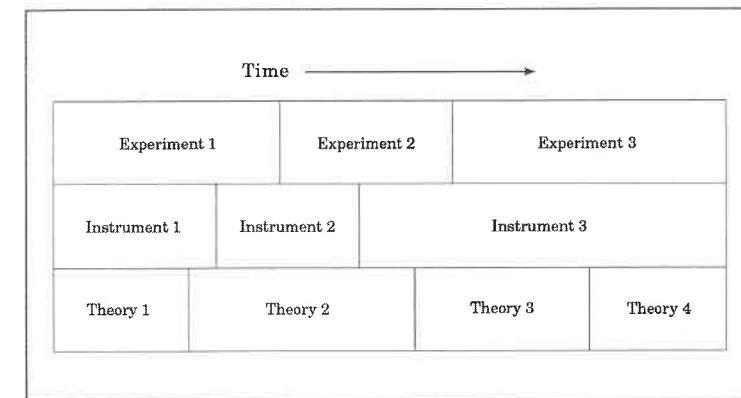 Time
Experiment 1 Experiment 2 Experiment 3
Instrument 1 Instrument 2 Instrument 3
Theory 1 Theory 2 Theory 3 Theory 4